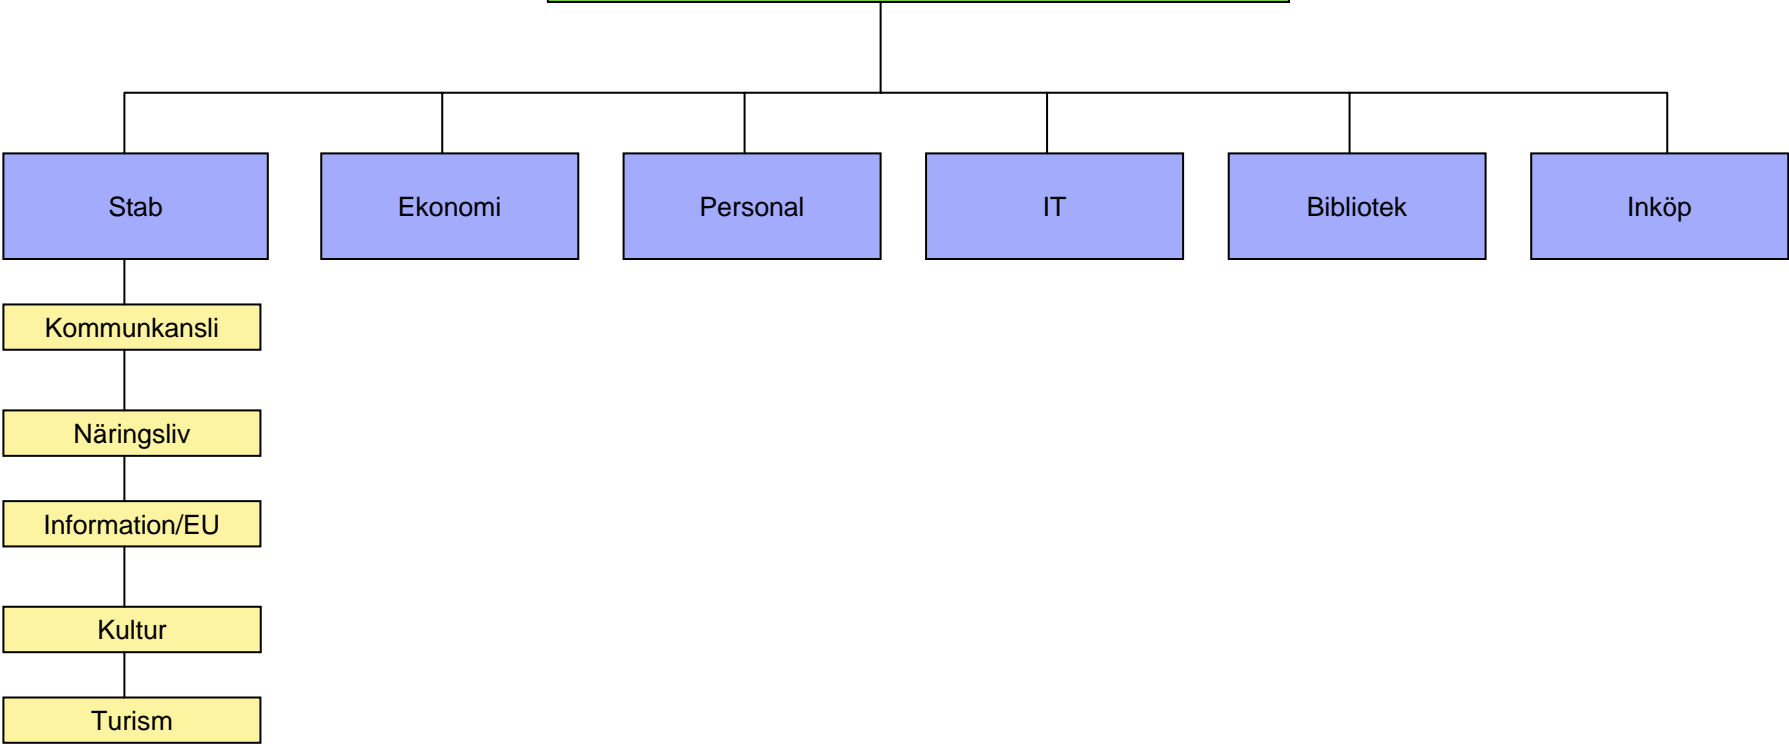 Stab
Ekonomi
Personal
IT
Bibliotek
Inköp
Kommunkansli
Näringsliv
Information/EU
Kultur
Turism